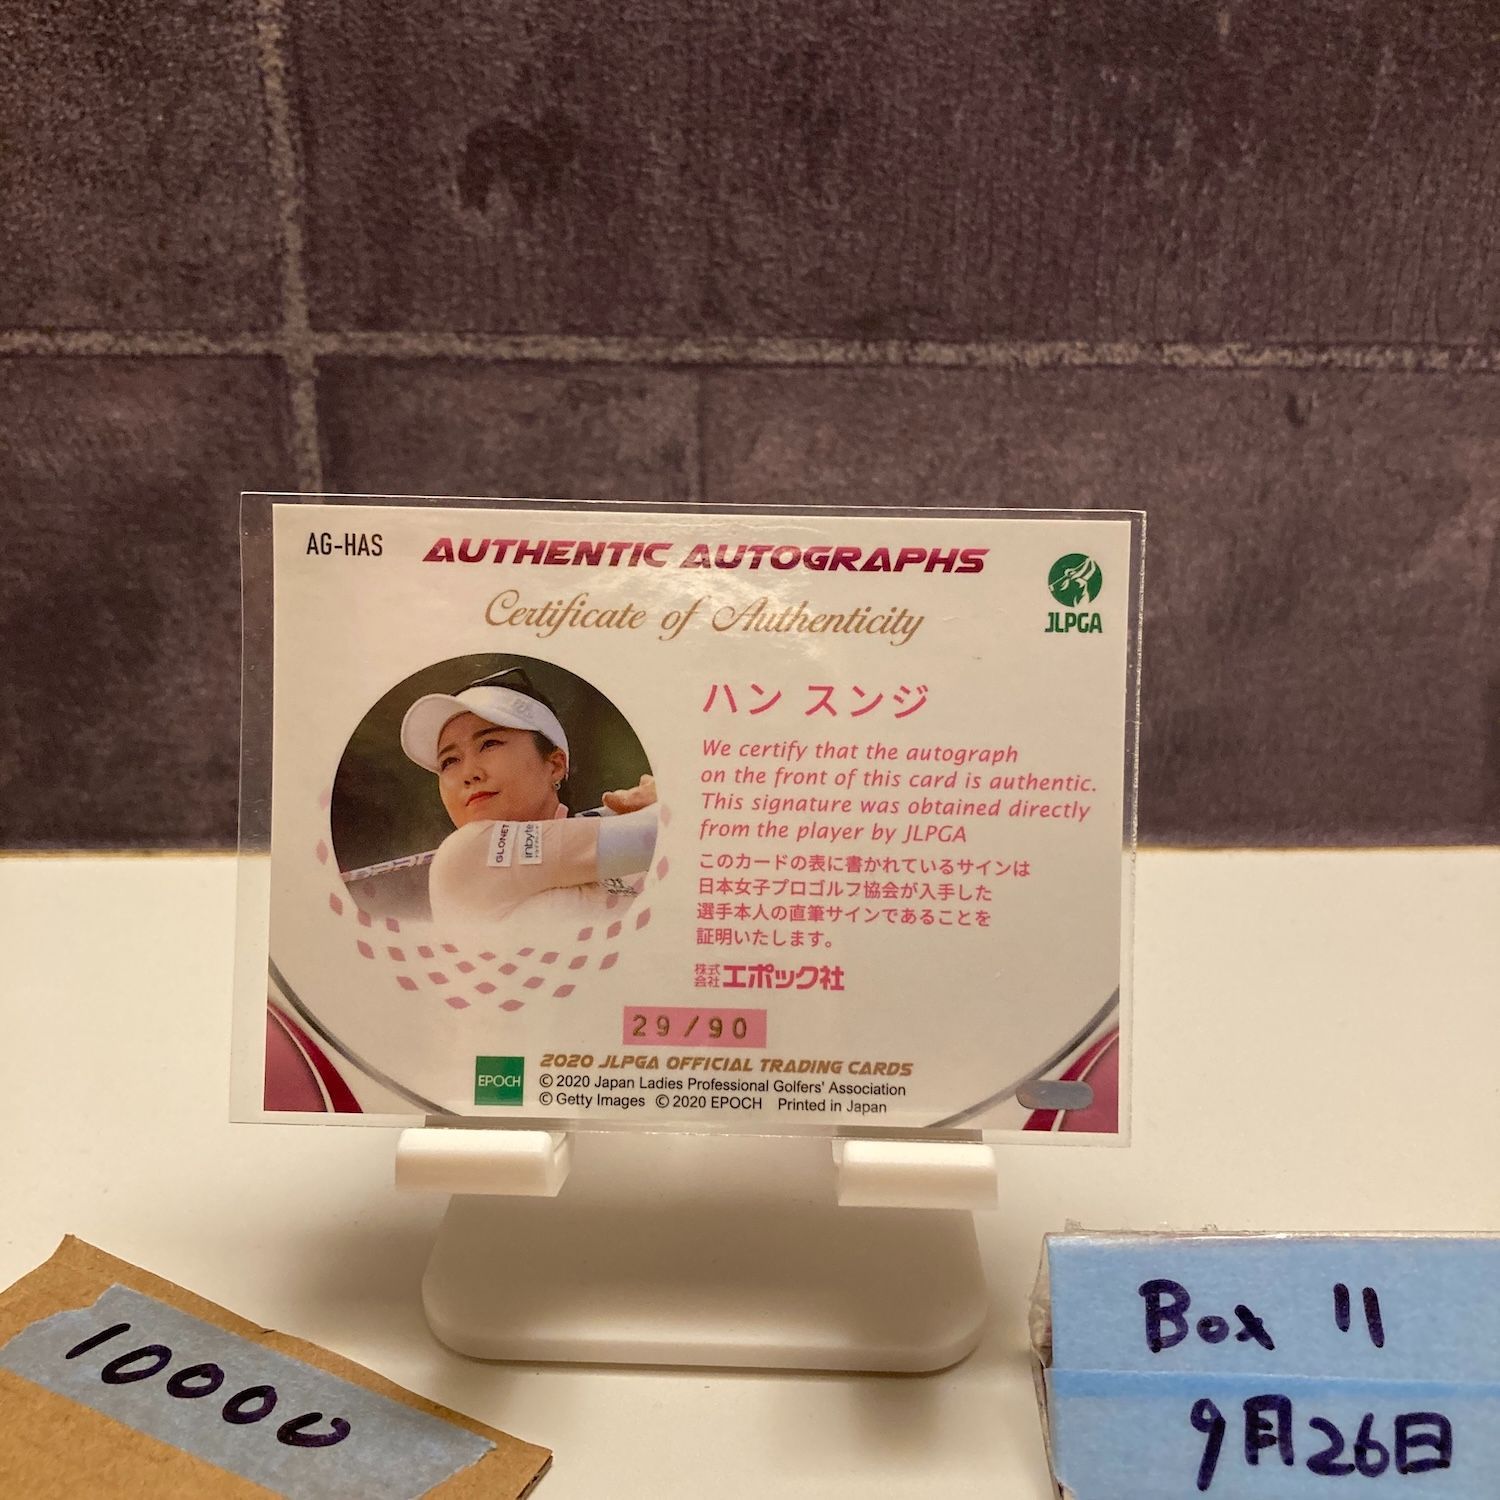 AG-HAS
AUTHENTIC AUTOGRAPHS
Certificate of Authenticity
JLPGA
ハン スンジ
We certify that the autograph
on the front of this card is authentic.
This signature was obtained directly
from the player by JLPGA
このカードの表に書かれているサインは
日本女子プロゴルフ協会が入手した
選手本人の直筆サインであることを
証明いたします。
株式会社エポック社
GLONET
inbyte
29/90
EPOCH
2020 JLPGA OFFICIAL TRADING CARDS
© 2020 Japan Ladies Professional Golfers' Association
© Getty Images © 2020 EPOCH Printed in Japan
10000
Box 11
9月26日